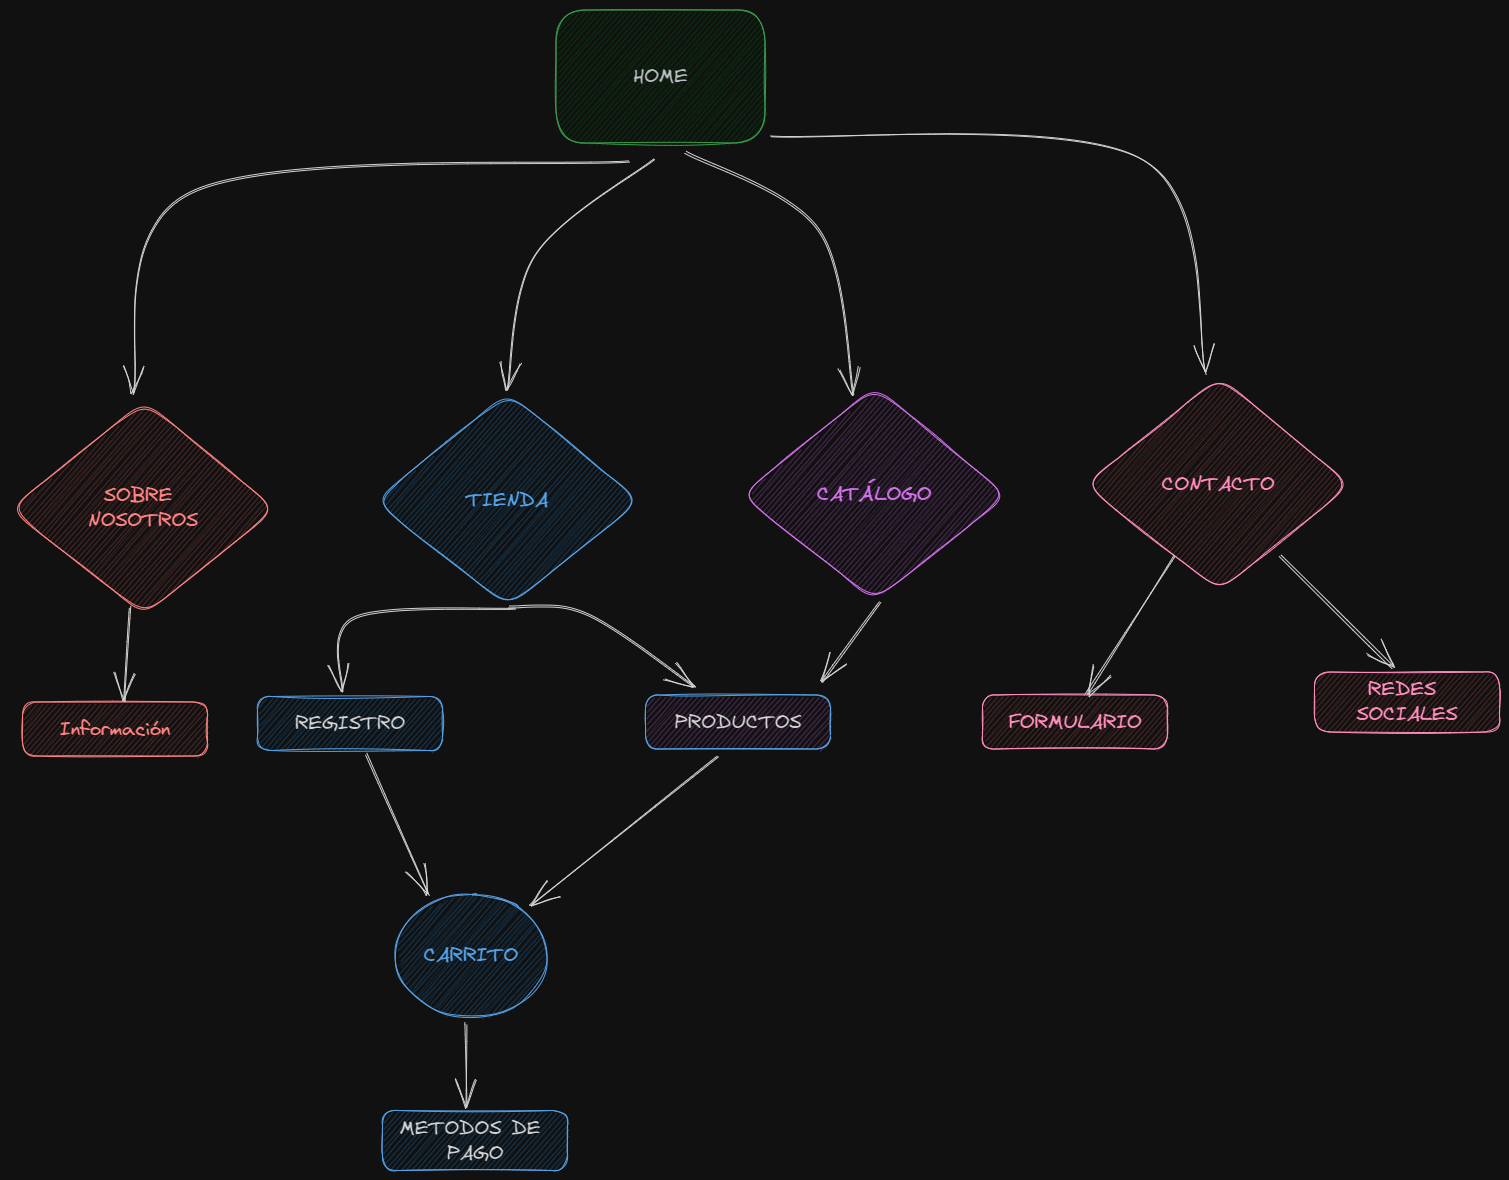 HOME
SOBRE
NOSOTROS
TIENDA
CATÁLOGO
CONTACTO
Información
REGISTRO
PRODUCTOS
FORMULARIO
REDES
SOCIALES
CARRITO
METODOS DE
PAGO